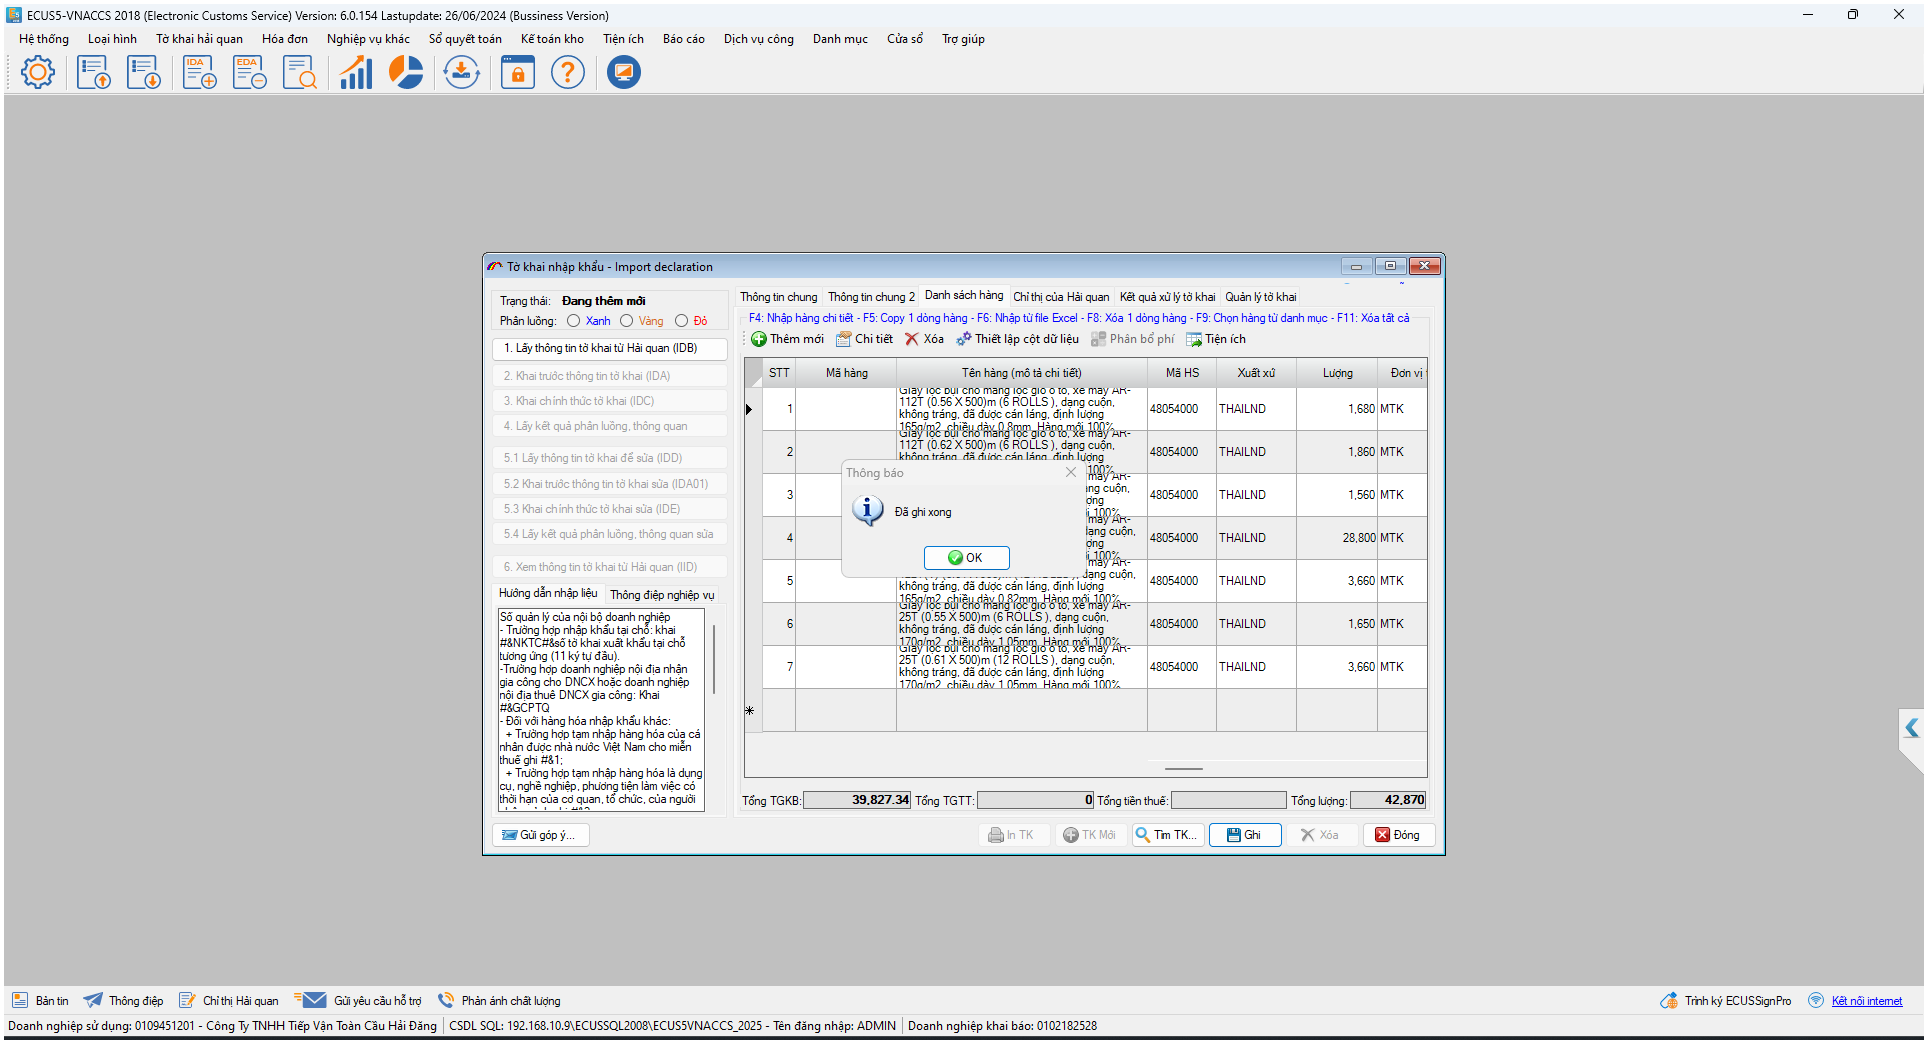 ECUS5-VNACCS 2018 (Electronic Customs Service) Version: 6.0.154 Lastupdate: 26/06/2024 (Bussiness Version)
Hệ thống Loại hình Tờ khai hải quan Hóa đơn Nghiệp vụ khác Sổ quyết toán Kế toán kho Tiện ích Báo cáo Dịch vụ công Danh mục Cửa sổ Trợ giúp
IDA EDA
Tờ khai nhập khẩu - Import declaration
Trạng thái: Đang thêm mới
Phân luồng: Xanh Vàng Đỏ
1. Lấy thông tin tờ khai từ Hải quan (IDB)
2. Khai trước thông tin tờ khai (IDA)
3. Khai chính thức tờ khai (IDC)
4. Lấy kết quả phân luồng, thông quan
5.1 Lấy thông tin tờ khai để sửa (IDD)
5.2 Khai trước thông tin tờ khai sửa (IDA01)
5.3 Khai chính thức tờ khai sửa (IDE)
5.4 Lấy kết quả phân luồng, thông quan sửa
6. Xem thông tin tờ khai từ Hải quan (IID)
Hướng dẫn nhập liệu Thông điệp nghiệp vụ
Số quản lý của nội bộ doanh nghiệp
- Trường hợp nhập khẩu tại chỗ: khai
#&NKTC#&số tờ khai xuất khẩu tại chỗ
tương ứng (11 ký tự đầu).
-Trường hợp doanh nghiệp nội địa nhận
gia công cho DNCX hoặc doanh nghiệp
nội địa thuê DNCX gia công: Khai
#&GCPTQ
- Đối với hàng hóa nhập khẩu khác:
+ Trường hợp tạm nhập hàng hóa của cá
nhân được nhà nước Việt Nam cho miễn
thuế ghi #&1;
+ Trường hợp tạm nhập hàng hóa là dụng
cụ, nghề nghiệp, phương tiện làm việc có
thời hạn của cơ quan, tổ chức, của người
Gửi góp ý...
Thông tin chung Thông tin chung 2 Danh sách hàng Chỉ thị của Hải quan Kết quả xử lý tờ khai Quản lý tờ khai
F4: Nhập hàng chi tiết - F5: Copy 1 dòng hàng - F6: Nhập từ file Excel - F8: Xóa 1 dòng hàng - F9: Chọn hàng từ danh mục - F11: Xóa tất cả
Thêm mới Chi tiết Xóa Thiết lập cột dữ liệu Phân bổ phí Tiện ích
STT Mã hàng Tên hàng (mô tả chi tiết) Mã HS Xuất xứ Lượng Đơn vị
Giấy lọc bụi cho màng lọc gió ô tô, xe máy AR-
112T (0.56 X 500)m (6 ROLLS ), dạng cuộn,
không tráng, đã được cán láng, định lượng
165g/m2, chiều dày 0.8mm. Hàng mới 100%
1 48054000 THAILND 1,680 MTK
Giấy lọc bụi cho màng lọc gió ô tô, xe máy AR-
112T (0.62 X 500)m (6 ROLLS ), dạng cuộn,
không tráng, đã được cán láng, định lượng
100%
2 48054000 THAILND 1,860 MTK
máy AR-
ạng cuộn,
100%
3 48054000 THAILND 1,560 MTK
máy AR-
dạng cuộn,
100%
4 48054000 THAILND 28,800 MTK
máy AR-
dạng cuộn,
không tráng, đã được cán láng, định lượng
165g/m2, chiều dày 0.82mm. Hàng mới 100%
5 48054000 THAILND 3,660 MTK
Giấy lọc bụi cho màng lọc gió ô tô, xe máy AR-
25T (0.55 X 500)m (6 ROLLS ), dạng cuộn,
không tráng, đã được cán láng, định lượng
170g/m2, chiều dày 1.05mm. Hàng mới 100%
6 48054000 THAILND 1,650 MTK
Giấy lọc bụi cho màng lọc gió ô tô, xe máy AR-
25T (0.61 X 500)m (12 ROLLS ), dạng cuộn,
không tráng, đã được cán láng, định lượng
170g/m2, chiều dày 1.05mm. Hàng mới 100%
7 48054000 THAILND 3,660 MTK
Thông báo
Đã ghi xong
OK
Tổng TGKB: 39,827.34 Tổng TGTT: 0 Tổng tiền thuế: Tổng lượng: 42,870
In TK TK Mới Tìm TK... Ghi Xóa Đóng
Bản tin Thông điệp Chỉ thị Hải quan Gửi yêu cầu hỗ trợ Phản ánh chất lượng Trình ký ECUSSignPro Kết nối internet
Doanh nghiệp sử dụng: 0109451201 - Công Ty TNHH Tiếp Vận Toàn Cầu Hải Đăng CSDL SQL: 192.168.10.9\ECUSSQL2008\ECUS5VNACCS_2025 - Tên đăng nhập: ADMIN Doanh nghiệp khai báo: 0102182528